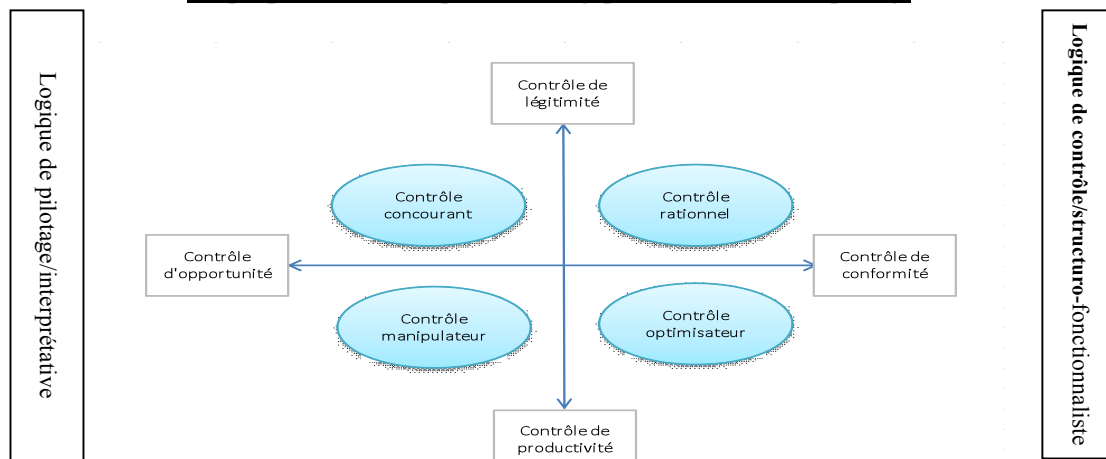 Logique de pilotage/interprétative
Contrôle de
légitimité
Contrôle
concourant
Contrôle
rationnel
Contrôle
d'opportunité
Contrôle de
conformité
Contrôle
manipulateur
Contrôle
optimisateur
Contrôle de
productivité
Logique de contrôle/structuro-fonctionnaliste